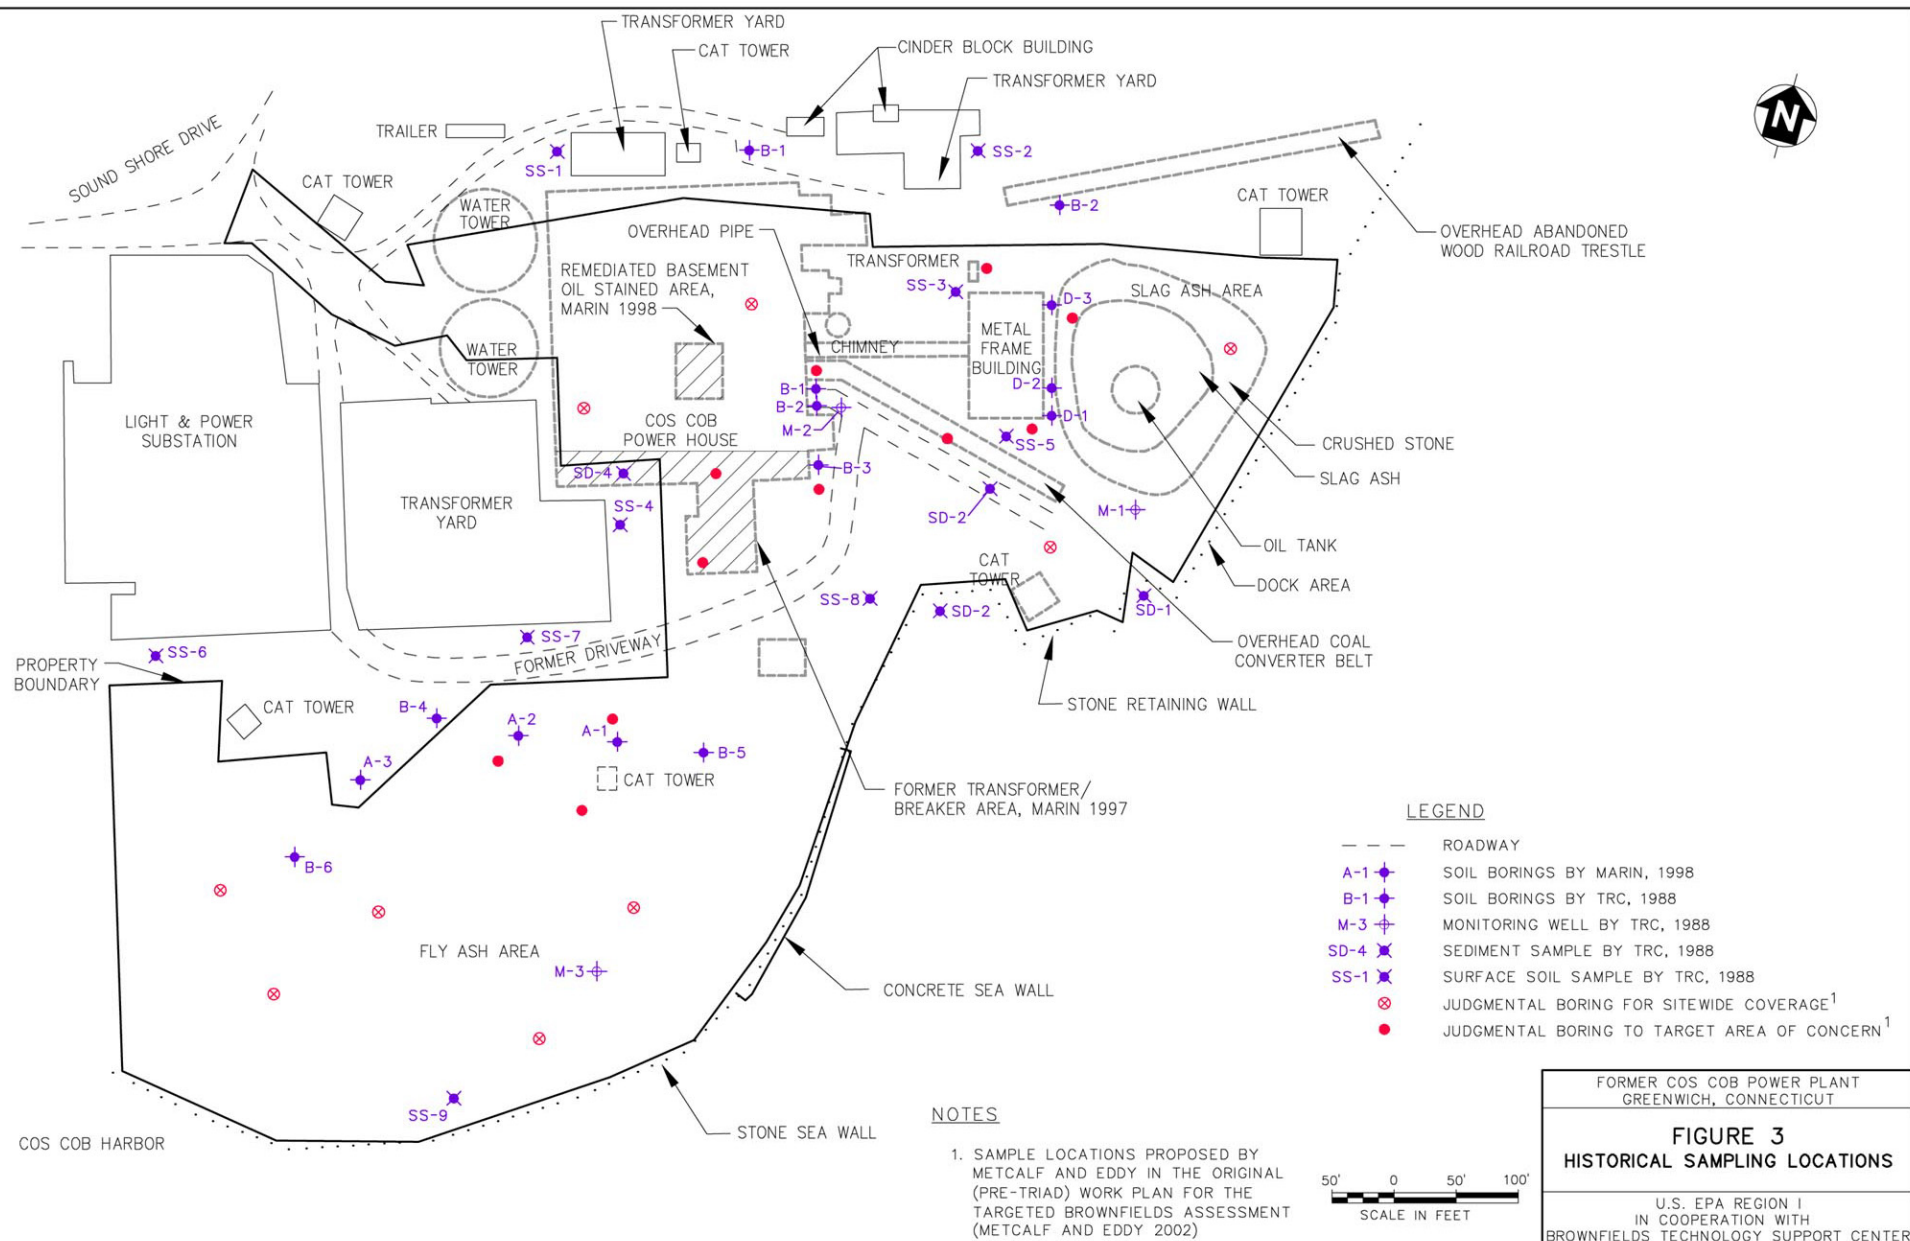 TRANSFORMER YARD
CAT TOWER
CINDER BLOCK BUILDING
TRANSFORMER YARD
TRAILER
SOUND SHORE DRIVE
CAT TOWER
SS-1
B-1
SS-2
N
WATER
TOWER
B-2
CAT TOWER
OVERHEAD PIPE
OVERHEAD ABANDONED
WOOD RAILROAD TRESTLE
REMEDIATED BASEMENT
OIL STAINED AREA,
MARIN 1998
TRANSFORMER
SS-3
D-3
SLAG ASH AREA
METAL
FRAME
BUILDING
CHIMNEY
WATER
TOWER
B-1
B-2
M-2
D-2
D-1
LIGHT & POWER
SUBSTATION
COS COB
POWER HOUSE
SS-5
CRUSHED STONE
SLAG ASH
SD-4
B-3
TRANSFORMER
YARD
SS-4
SD-2
M-1
OIL TANK
CAT
TOWER
DOCK AREA
SS-8
SD-2
SD-1
SS-7
FORMER DRIVEWAY
OVERHEAD COAL
CONVERTER BELT
SS-6
PROPERTY
BOUNDARY
CAT TOWER
STONE RETAINING WALL
B-4
A-2
A-1
B-5
A-3
CAT TOWER
FORMER TRANSFORMER/
BREAKER AREA, MARIN 1997
B-6
FLY ASH AREA
M-3
CONCRETE SEA WALL
SS-9
STONE SEA WALL
COS COB HARBOR
LEGEND
ROADWAY
A-1 SOIL BORINGS BY MARIN, 1998
B-1 SOIL BORINGS BY TRC, 1988
M-3 MONITORING WELL BY TRC, 1988
SD-4 SEDIMENT SAMPLE BY TRC, 1988
SS-1 SURFACE SOIL SAMPLE BY TRC, 1988
JUDGMENTAL BORING FOR SITEWIDE COVERAGE1
JUDGMENTAL BORING TO TARGET AREA OF CONCERN1
NOTES
1. SAMPLE LOCATIONS PROPOSED BY
METCALF AND EDDY IN THE ORIGINAL
(PRE-TRIAD) WORK PLAN FOR THE
TARGETED BROWNFIELDS ASSESSMENT
(METCALF AND EDDY 2002)
50' 0 50' 100'
SCALE IN FEET
FORMER COS COB POWER PLANT
GREENWICH, CONNECTICUT
FIGURE 3
HISTORICAL SAMPLING LOCATIONS
U.S. EPA REGION I
IN COOPERATION WITH
BROWNFIELDS TECHNOLOGY SUPPORT CENTER